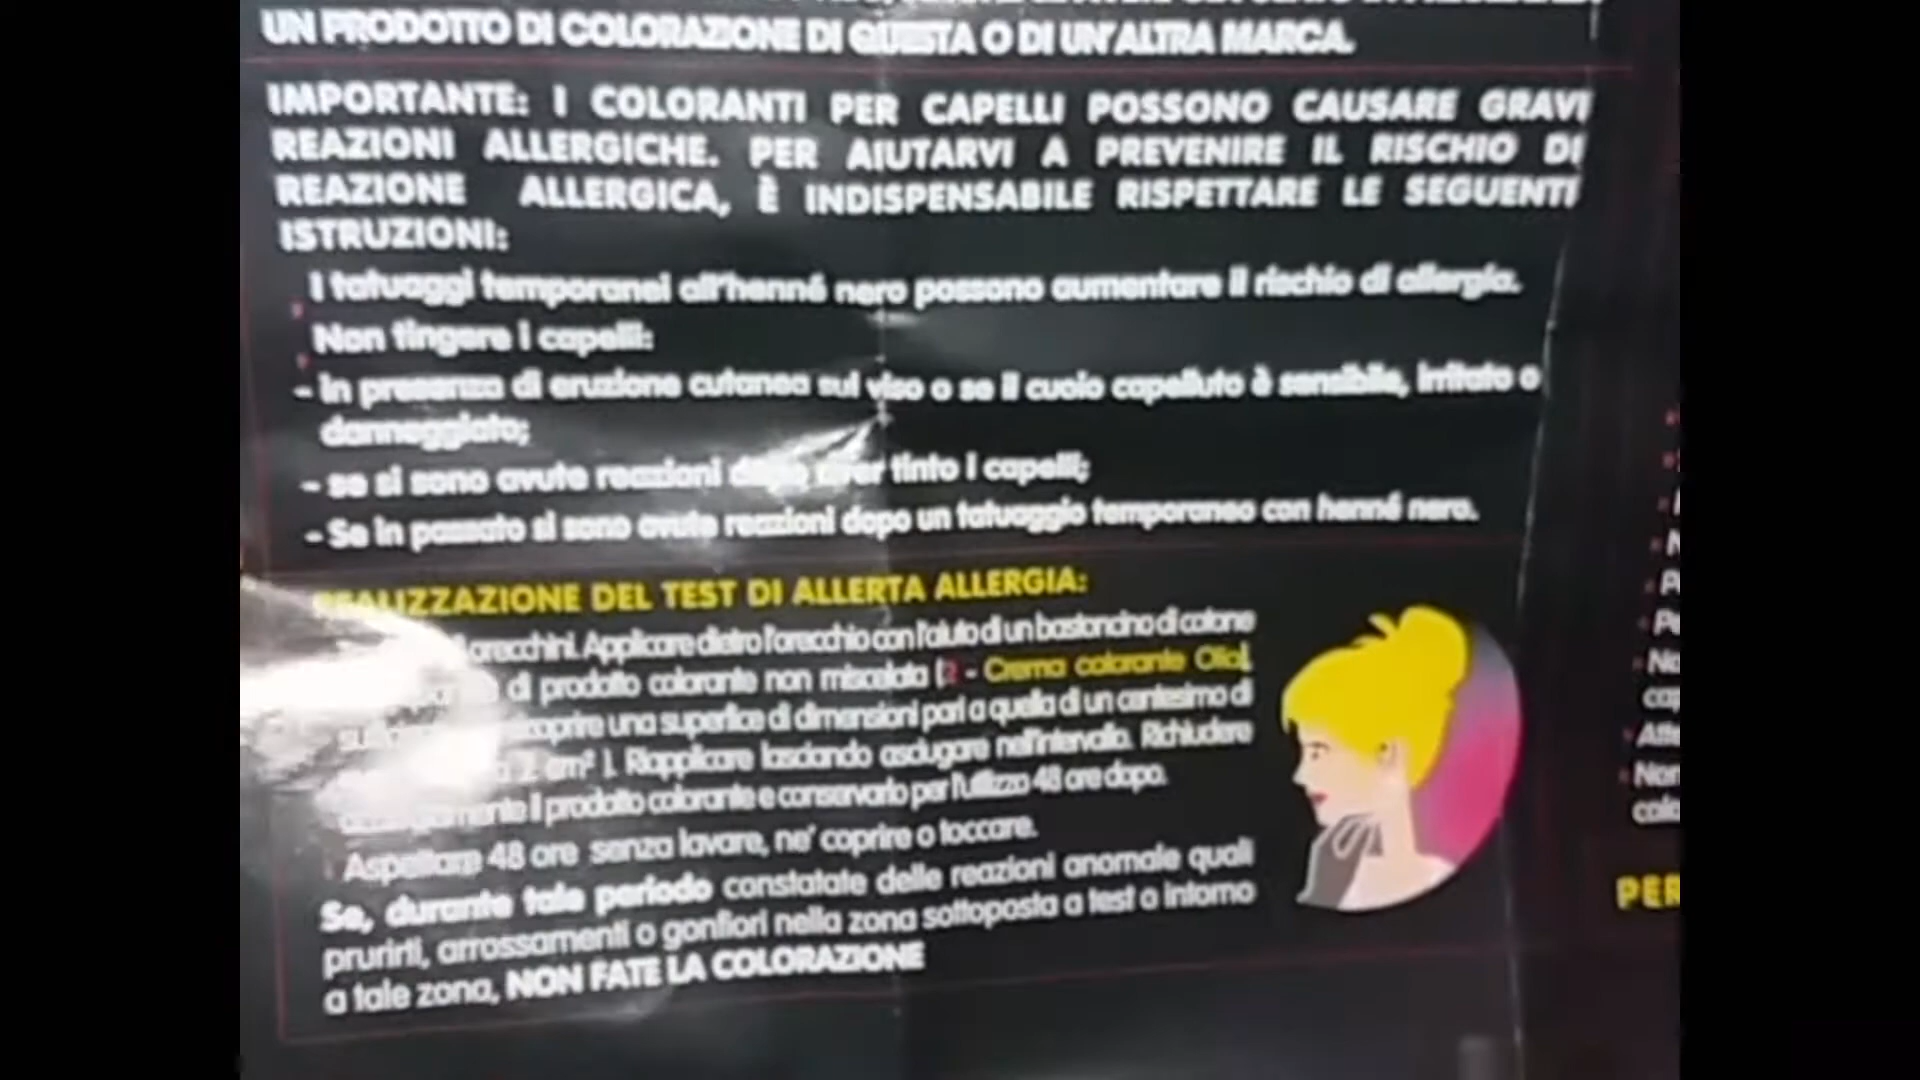 UN PRODOTTO DI COLORAZIONE DI QUESTA O DI UN'ALTRA MARCA.
IMPORTANTE: I COLORANTI PER CAPELLI POSSONO CAUSARE GRAVI
REAZIONI ALLERGICHE. PER AIUTARVI A PREVENIRE IL RISCHIO DI
REAZIONE ALLERGICA, È INDISPENSABILE RISPETTARE LE SEGUENTI
ISTRUZIONI:
I tatuaggi temporanei all'henné nero possono aumentare il rischio di allergia.
Non tingere i capelli:
- in presenza di eruzione cutanea sul viso o se il cuoio capelluto è sensibile, irritato o
danneggiato;
- se si sono avute reazioni dopo aver tinto i capelli;
- Se in passato si sono avute reazioni dopo un tatuaggio temporaneo con henné nero.
REALIZZAZIONE DEL TEST DI ALLERTA ALLERGIA:
orecchini. Applicare dietro l'orecchio con l'aiuto di un bastoncino di cotone
di prodotto colorante non miscelata (2 - Crema colorante Olia),
coprire una superfice di dimensioni pari a quella di un centesimo di
2 cm² ). Riapplicare lasciando asciugare nell'intervallo. Richiudere
il prodotto colorante e conservarlo per l'utilizzo 48 ore dopo.
Aspettare 48 ore senza lavare, ne' coprire o toccare.
Se, durante tale periodo constatate delle reazioni anomale quali
pruriti, arrossamenti o gonfiori nella zona sottoposta a test o intorno
a tale zona, NON FATE LA COLORAZIONE
PER